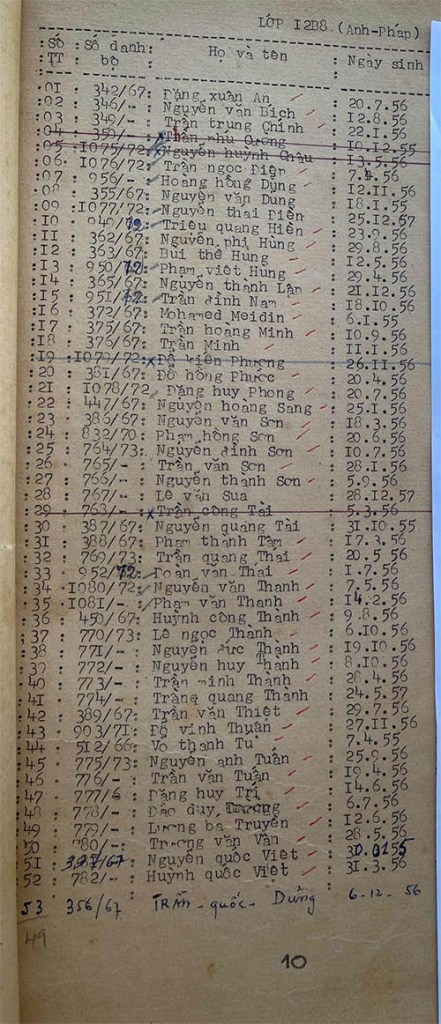 LỚP 12B8 (Anh-Pháp)
Số : Số danh: Họ và tên : Ngày sinh
TT : bộ
01 : 342/67: Đặng xuân An : 20.7.56
02 : 346/- : Nguyễn văn Bích : 12.8.56
03 : 349/- : Trần trung Chính : 22.1.56
04 : 359/- : Trần phú Cương : 19.12.55
05 : 1075/72: Nguyễn huỳnh Châu : 13.5.56
06 : 1076/72: Trần ngọc Điệp : 7.4.56
07 : 956/- : Hoàng hồng Dụng : 12.11.56
08 : 355/67: Nguyễn văn Dung : 18.1.55
09 : 1077/72: Nguyễn thái Điền : 25.12.57
10 : 949/72 : Triệu quang Hiền : 23.9.56
11 : 362/67: Nguyễn phi Hùng : 29.8.56
12 : 363/67: Bùi thế Hùng : 12.5.56
13 : 950/72: Phạm việt Hùng : 29.4.56
14 : 365/67: Nguyễn thành Lân : 21.12.56
15 : 951/72: Trần đình Nam : 18.10.56
16 : 372/67: Mohamed Meidin : 6.1.55
17 : 375/67: Trần hoàng Minh : 10.9.56
18 : 376/67: Trần Minh : 11.1.56
19 : 1079/72: x Đỗ kiên Phương : 26.11.56
20 : 381/67: Đỗ hồng Phước : 20.4.56
21 : 1078/72 Đặng huy Phong : 20.7.56
22 : 447/67: Nguyễn hoàng Sang : 25.1.56
23 : 386/67: Nguyễn văn Sơn : 18.3.56
24 : 832/70: Phạm hồng Sơn : 20.6.56
25 : 764/73: Nguyễn đình Sơn : 10.7.56
26 : 765/- : Trần văn Sơn : 28.1.56
27 : 766/- : Nguyễn thanh Sơn : 5.9.56
28 : 767/- : Lê văn Sua : 28.12.57
29 : 763/- : x Trần công Tài : 5.3.56
30 : 387/67: Nguyễn quang Tài : 31.10.55
31 : 388/67: Phạm thành Tâm : 17.3.56
32 : 769/73: Trần quang Thái : 20.5.56
33 : 952/72: Đoàn văn Thái : 1.7.56
34 : 1080/72: Nguyễn văn Thanh : 7.5.56
35 : 1081/- : Phạm văn Thanh : 14.2.56
36 : 450/67: Huỳnh công Thành : 9.8.56
37 : 770/73: Lê ngọc Thành : 6.10.56
38 : 771/- : Nguyễn đức Thành : 19.10.56
39 : 772/- : Nguyễn huy Thanh : 8.10.56
40 : 773/- : Trần minh Thành : 28.4.56
41 : 774/- : Tràng quang Thành : 24.5.57
42 : 389/67: Trần văn Thiệt : 29.7.56
43 : 903/71: Đỗ vinh Thuận : 27.11.56
44 : 512/66: Võ thanh Tu : 7.4.55
45 : 775/73: Nguyễn anh Tuấn : 25.9.56
46 : 776/- : Trần văn Tuấn : 19.4.56
47 : 777/6 : Đặng huy Trí : 14.6.56
48 : 778/- : Đào duy : 6.7.56
49 : 779/- : Lương bá Truyền : 12.6.56
50 : 780/- : Trương văn Văn : 28.5.56
51 : 397/67: Nguyễn quốc Việt :
52 : 782/- : Huỳnh quốc Việt : 31.3.56
53 356/67 TRẦN - quốc - Dũng 6-12-56
49
10